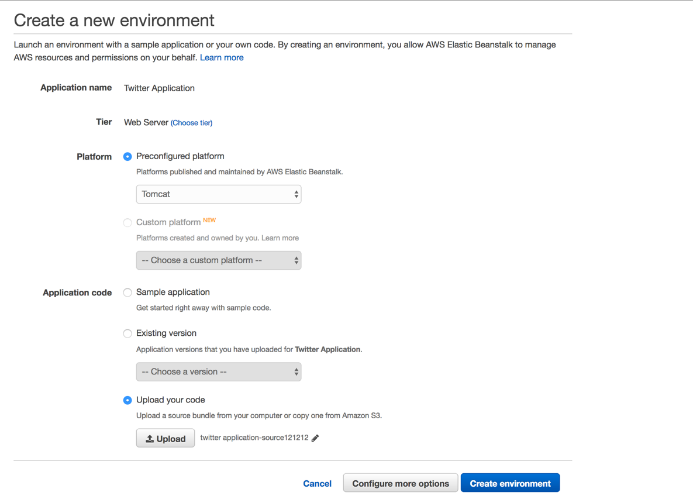 Create a new environment
Launch an environment with a sample application or your own code. By creating an environment, you allow AWS Elastic Beanstalk to manage
AWS resources and permissions on your behalf. Learn more
Application name Twitter Application
Tier Web Server (Choose tier)
Platform Preconfigured platform
Platforms published and maintained by AWS Elastic Beanstalk.
Tomcat
Custom platform NEW
Platforms created and owned by you. Learn more
-- Choose a custom platform --
Application code Sample application
Get started right away with sample code.
Existing version
Application versions that you have uploaded for Twitter Application.
-- Choose a version --
Upload your code
Upload a source bundle from your computer or copy one from Amazon S3.
Upload twitter application-source121212
Cancel Configure more options Create environment